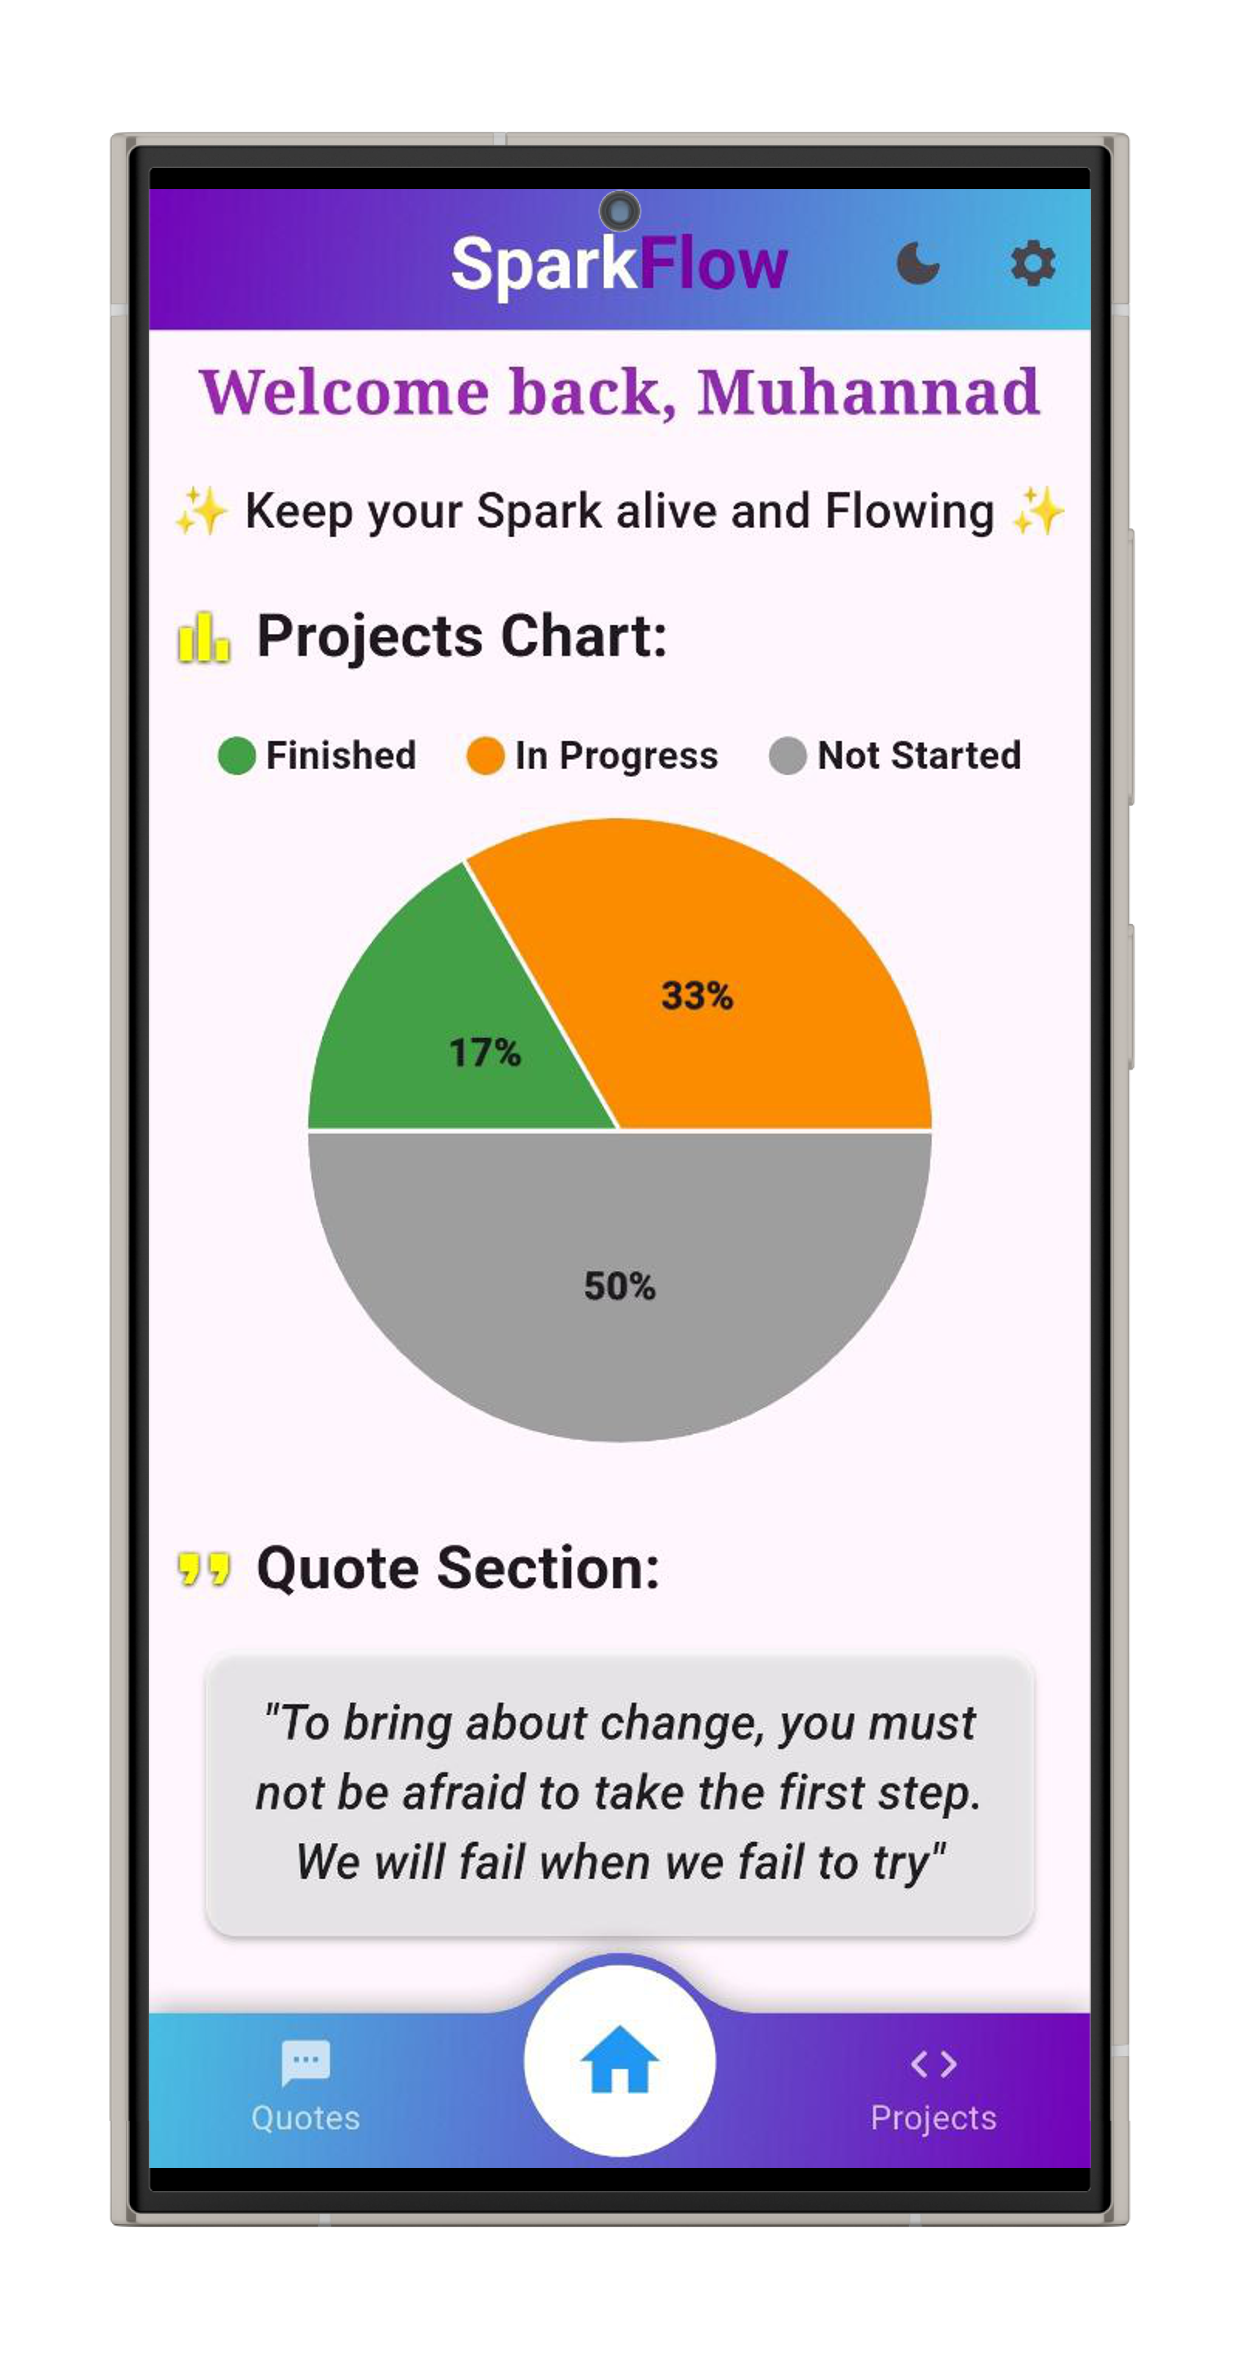 SparkFlow
Welcome back, Muhannad
✨ Keep your Spark alive and Flowing ✨
Projects Chart:
Finished In Progress Not Started
33%
17%
50%
Quote Section:
"To bring about change, you must
not be afraid to take the first step.
We will fail when we fail to try"
Quotes
Projects